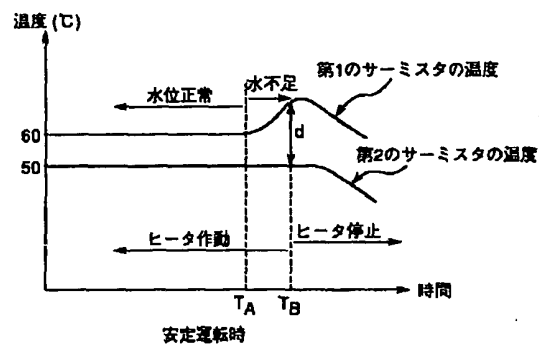 温度 (℃)
水不足
水位正常
第1のサーミスタの温度
60
d
50
第2のサーミスタの温度
ヒータ作動
ヒータ停止
時間
TA
TB
安定運転時